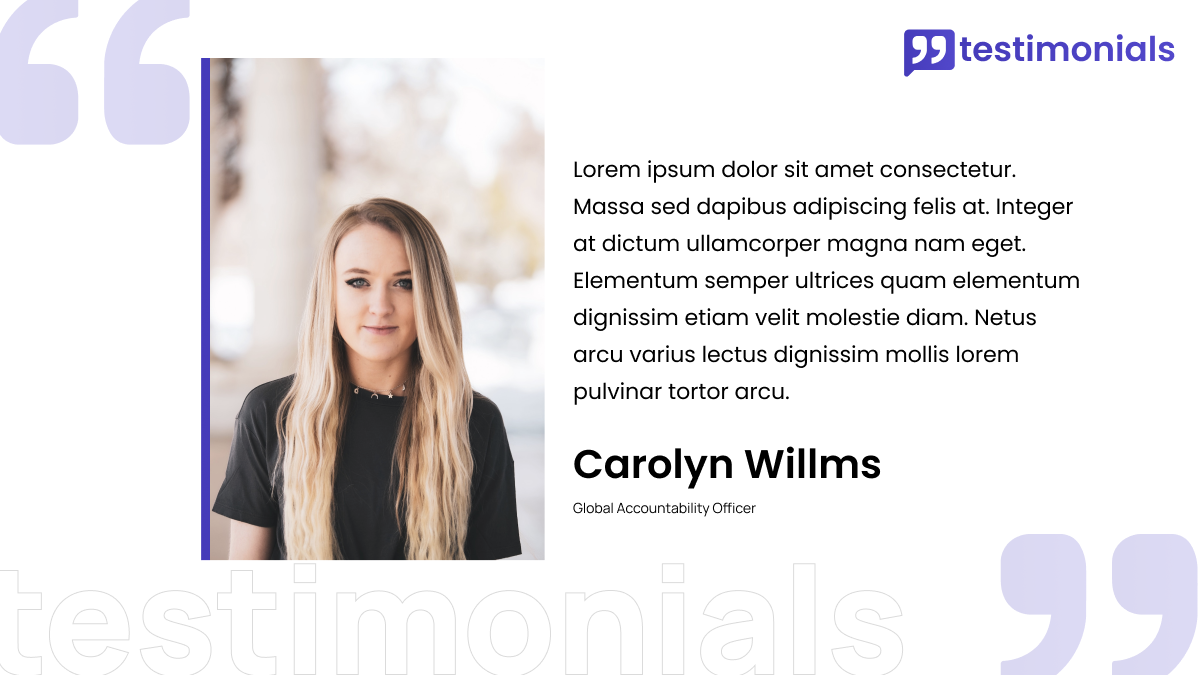 testimonials
Lorem ipsum dolor sit amet consectetur.
Massa sed dapibus adipiscing felis at. Integer
at dictum ullamcorper magna nam eget.
Elementum semper ultrices quam elementum
dignissim etiam velit molestie diam. Netus
arcu varius lectus dignissim mollis lorem
pulvinar tortor arcu.
Carolyn Willms
Global Accountability Officer
testimonials